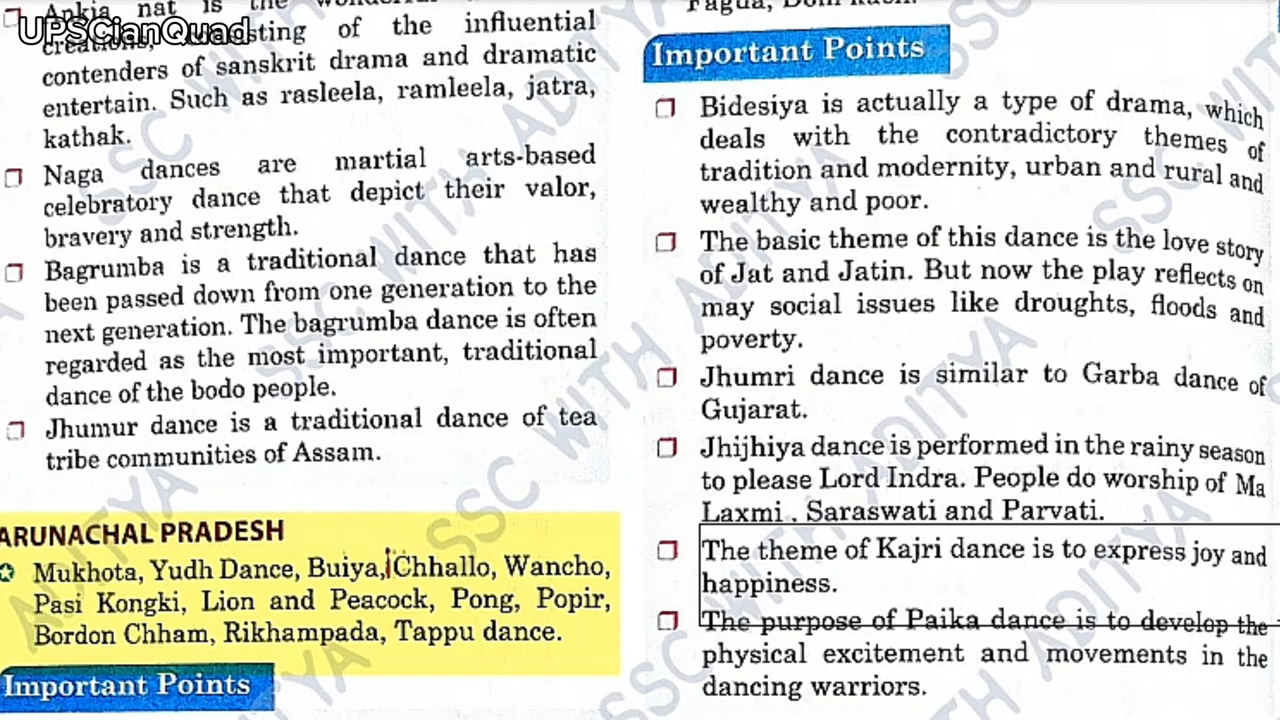 Ankia nat is the
UPSCianQuad
creations, sting of the influential
contenders of sanskrit drama and dramatic
entertain. Such as rasleela, ramleela, jatra,
kathak.
Naga dances are martial arts-based
celebratory dance that depict their valor,
bravery and strength.
Bagrumba is a traditional dance that has
been passed down from one generation to the
next generation. The bagrumba dance is often
regarded as the most important, traditional
dance of the bodo people.
Jhumur dance is a traditional dance of tea
tribe communities of Assam.
ARUNACHAL PRADESH
Mukhota, Yudh Dance, Buiya, Chhallo, Wancho,
Pasi Kongki, Lion and Peacock, Pong, Popir,
Bordon Chham, Rikhampada, Tappu dance.
Important Points
Important Points
Bidesiya is actually a type of drama, which
deals with the contradictory themes of
tradition and modernity, urban and rural and
wealthy and poor.
The basic theme of this dance is the love story
of Jat and Jatin. But now the play reflects on
may social issues like droughts, floods and
poverty.
Jhumri dance is similar to Garba dance of
Gujarat.
Jhijhiya dance is performed in the rainy season
to please Lord Indra. People do worship of Ma
Laxmi , Saraswati and Parvati.
The theme of Kajri dance is to express joy and
happiness.
The purpose of Paika dance is to develop the
physical excitement and movements in the
dancing warriors.
SSC WITH ADITYA